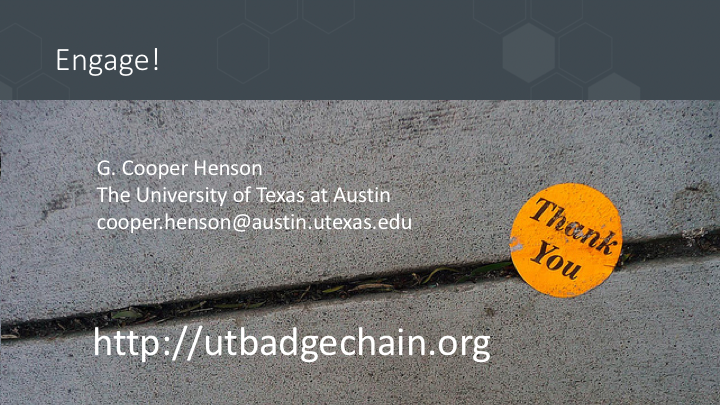 Engage!
G. Cooper Henson
The University of Texas at Austin
cooper.henson@austin.utexas.edu
Thank
You
http://utbadgechain.org